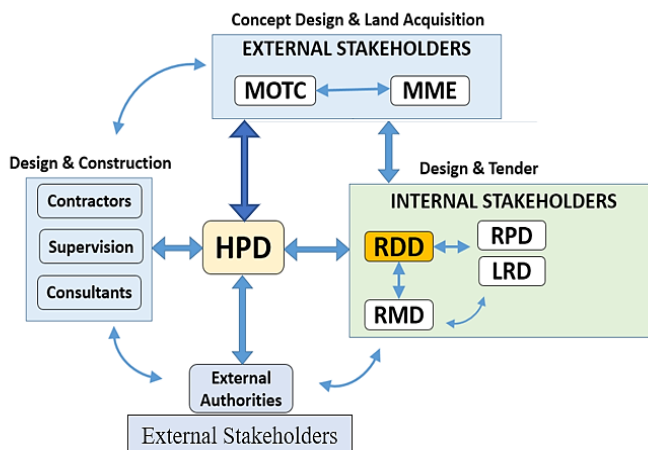 Concept Design & Land Acquisition
EXTERNAL STAKEHOLDERS
MOTC
MME
Design & Construction
Contractors
Supervision
Consultants
HPD
Design & Tender
INTERNAL STAKEHOLDERS
RDD
RPD
LRD
RMD
External
Authorities
External Stakeholders